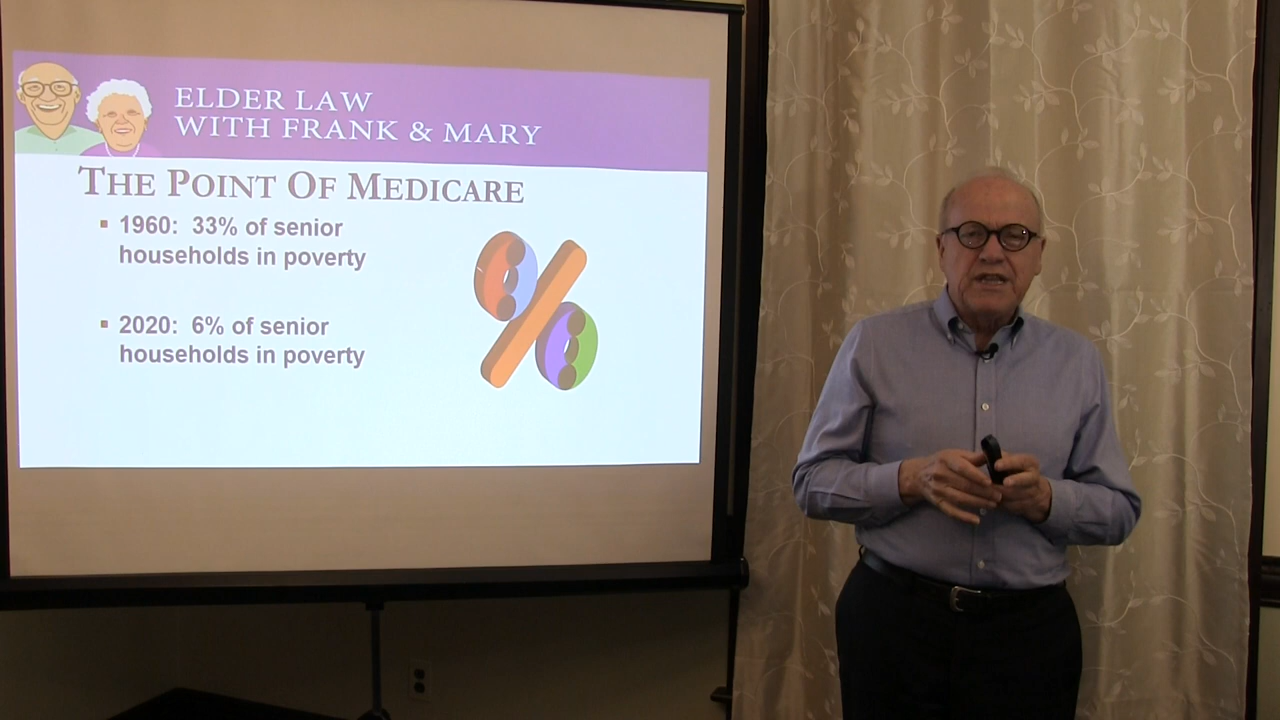 ELDER LAW
WITH FRANK & MARY
THE POINT OF MEDICARE
▪ 1960: 33% of senior
households in poverty
▪ 2020: 6% of senior
households in poverty
%